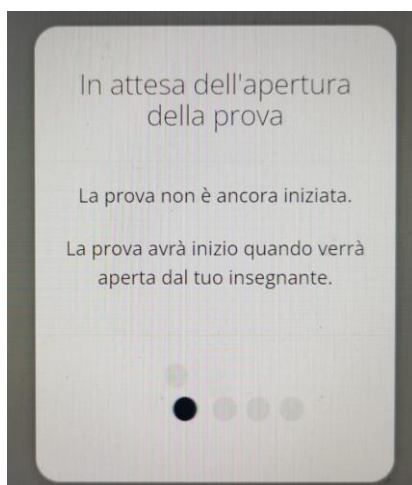 In attesa dell'apertura
della prova
La prova non è ancora iniziata.
La prova avrà inizio quando verrà
aperta dal tuo insegnante.